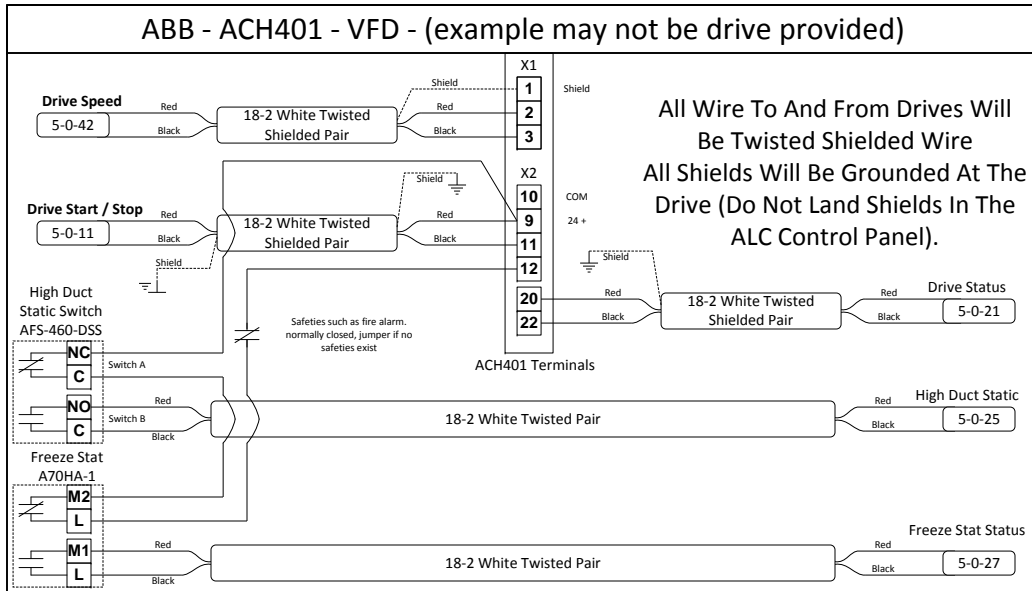 ABB - ACH401 - VFD - (example may not be drive provided)
X1
Drive Speed
5-0-42
Red
Black
18-2 White Twisted
Shielded Pair
Shield
Red
Black
1
2
3
Shield
All Wire To And From Drives Will
Be Twisted Shielded Wire
All Shields Will Be Grounded At The
Drive (Do Not Land Shields In The
ALC Control Panel).
X2
Drive Start / Stop
5-0-11
Red
Black
Shield
18-2 White Twisted
Shielded Pair
Shield
Red
Black
10
9
11
12
20
22
COM
24 +
ACH401 Terminals
Shield
Red
Black
18-2 White Twisted
Shielded Pair
Red
Black
Drive Status
5-0-21
High Duct
Static Switch
AFS-460-DSS
NC
C
Switch A
NO
C
Switch B
Safeties such as fire alarm.
normally closed, jumper if no
safeties exist
Red
Black
18-2 White Twisted Pair
Red
Black
High Duct Static
5-0-25
Freeze Stat
A70HA-1
M2
L
M1
L
Red
Black
18-2 White Twisted Pair
Red
Black
Freeze Stat Status
5-0-27